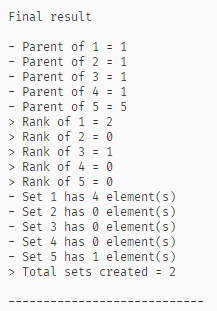 Final result
- Parent of 1 = 1
- Parent of 2 = 1
- Parent of 3 = 1
- Parent of 4 = 1
- Parent of 5 = 5
> Rank of 1 = 2
> Rank of 2 = 0
> Rank of 3 = 1
> Rank of 4 = 0
> Rank of 5 = 0
- Set 1 has 4 element(s)
- Set 2 has 0 element(s)
- Set 3 has 0 element(s)
- Set 4 has 0 element(s)
- Set 5 has 1 element(s)
> Total sets created = 2
----------------------------